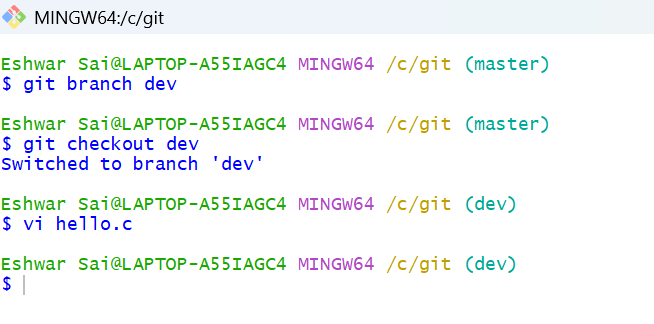 MINGW64:/c/git
Eshwar Sai@LAPTOP-A55IAGC4 MINGW64 /c/git (master)
$ git branch dev
Eshwar Sai@LAPTOP-A55IAGC4 MINGW64 /c/git (master)
$ git checkout dev
Switched to branch 'dev'
Eshwar Sai@LAPTOP-A55IAGC4 MINGW64 /c/git (dev)
$ vi hello.c
Eshwar Sai@LAPTOP-A55IAGC4 MINGW64 /c/git (dev)
$